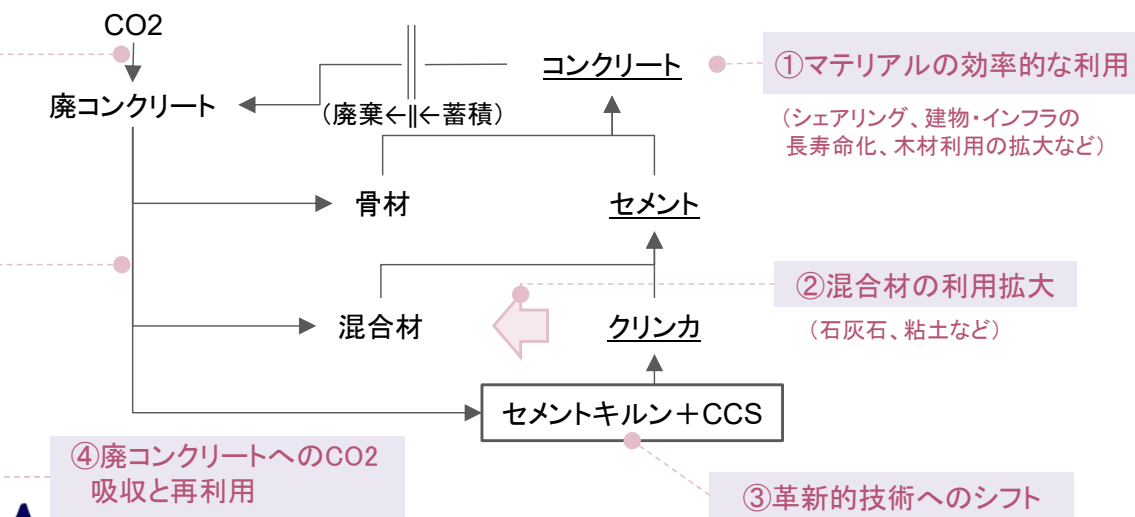 CO2
コンクリート
①マテリアルの効率的な利用
廃コンクリート
(廃棄←‖←蓄積)
(シェアリング、建物・インフラの
長寿命化、木材利用の拡大など)
骨材
セメント
②混合材の利用拡大
混合材
クリンカ
(石灰石、粘土など)
セメントキルン＋CCS
④廃コンクリートへのCO2
吸収と再利用
③革新的技術へのシフト